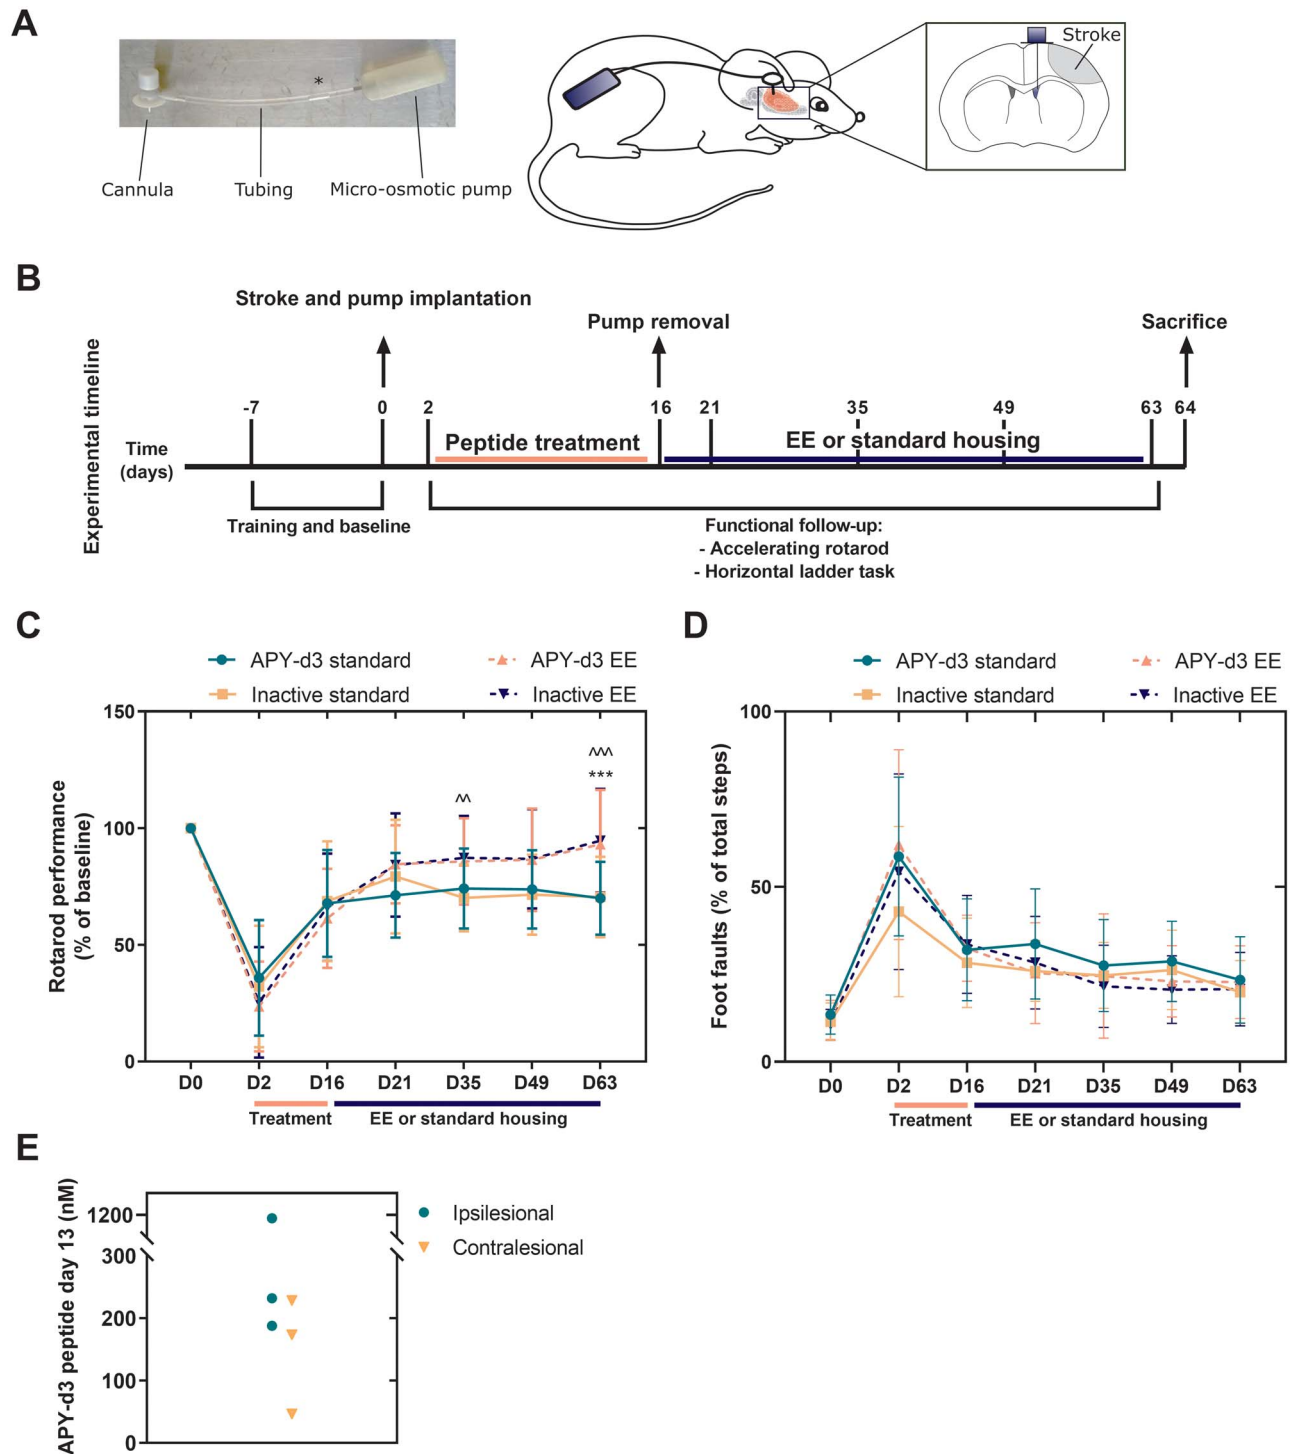 A
*
Stroke
Cannula
Tubing
Micro-osmotic pump
B
Experimental timeline
Stroke and pump implantation
Pump removal
Sacrifice
-7
0
2
16
21
35
49
63
64
Time
(days)
Peptide treatment
EE or standard housing
Training and baseline
Functional follow-up:
- Accelerating rotarod
- Horizontal ladder task
C
APY-d3 standard
APY-d3 EE
Inactive standard
Inactive EE
Rotarod performance
(% of baseline)
150
100
50
0
^^
^^^
***
D0
D2
D16
D21
D35
D49
D63
Treatment
EE or standard housing
D
APY-d3 standard
APY-d3 EE
Inactive standard
Inactive EE
Foot faults (% of total steps)
100
50
0
D0
D2
D16
D21
D35
D49
D63
Treatment
EE or standard housing
E
APY-d3 peptide day 13 (nM)
1200
300
200
100
0
Ipsilesional
Contralesional